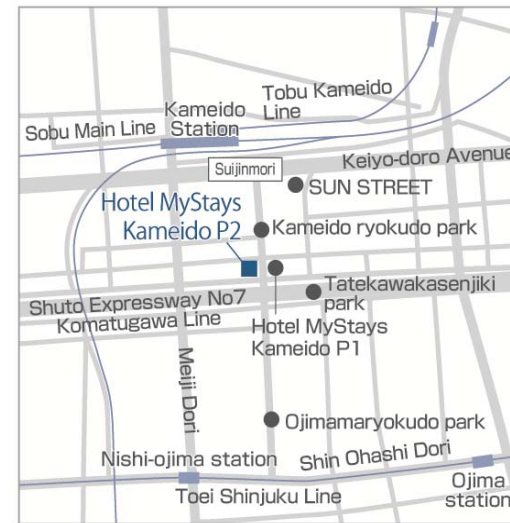 Tobu Kameido
Line
Kameido
Station
Sobu Main Line
Keiyo-doro Avenue
Suijinmori
SUN STREET
Hotel MyStays
Kameido P2
Kameido ryokudo park
Tatekawakasenjiki
park
Shuto Expressway No7
Komatugawa Line
Hotel MyStays
Kameido P1
Meiji Dori
Ojimamaryokudo park
Nishi-ojima station
Shin Ohashi Dori
Ojima
station
Toei Shinjuku Line